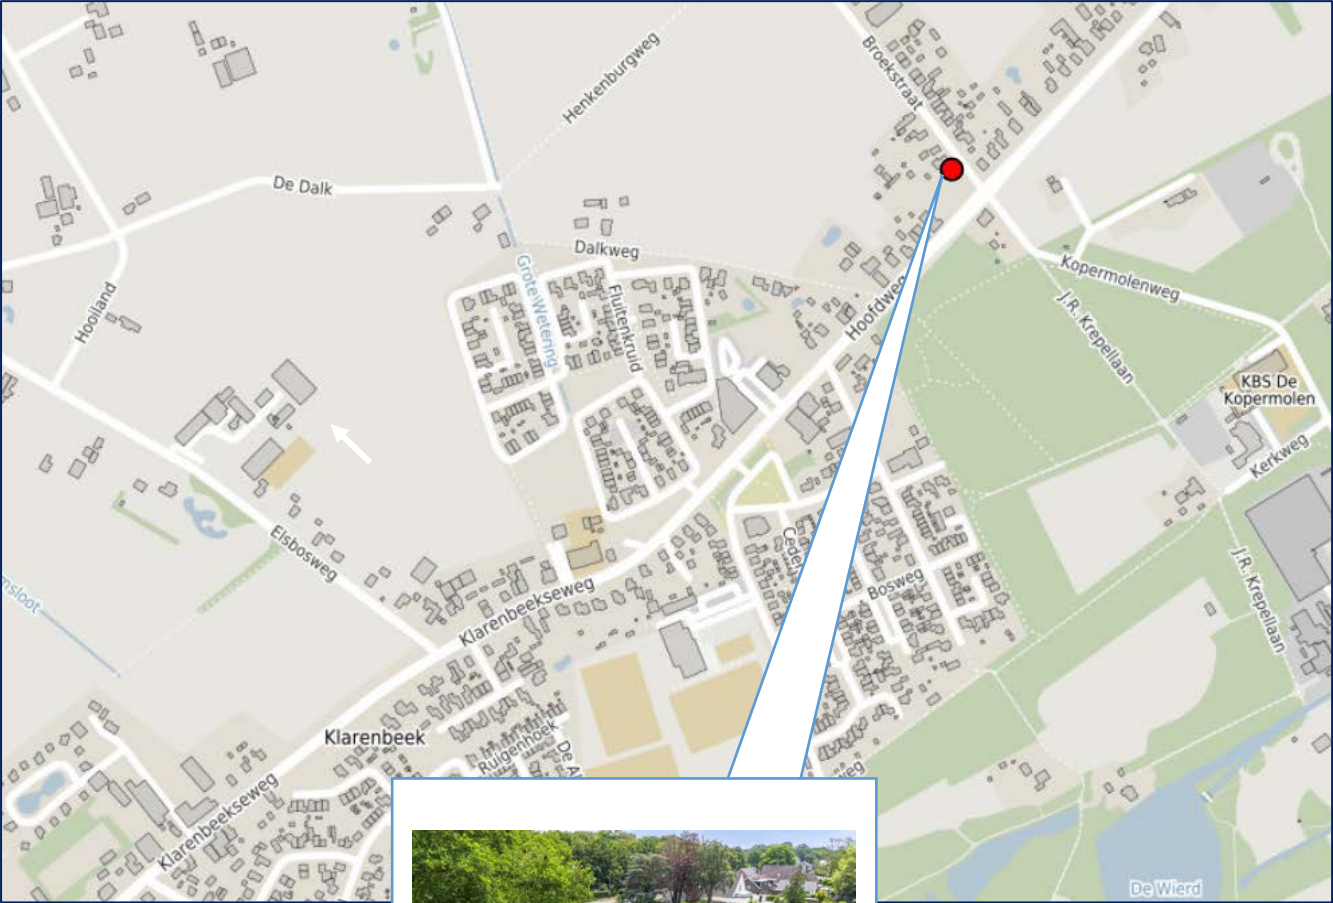 Henkenburgweg
Broekstraat
De Dalk
Dalkweg
Grote Wetering
Fluitenkruid
Hooiland
Hoofdweg
Kopermolenweg
J.R. Krepellaan
KBS De
Kopermolen
Kerkweg
Elsbosweg
Klarenbeekseweg
Bosweg
J.R. Krepellaan
Klarenbeek
Ruigenhoek
Klarenbeekseweg
De Wierd